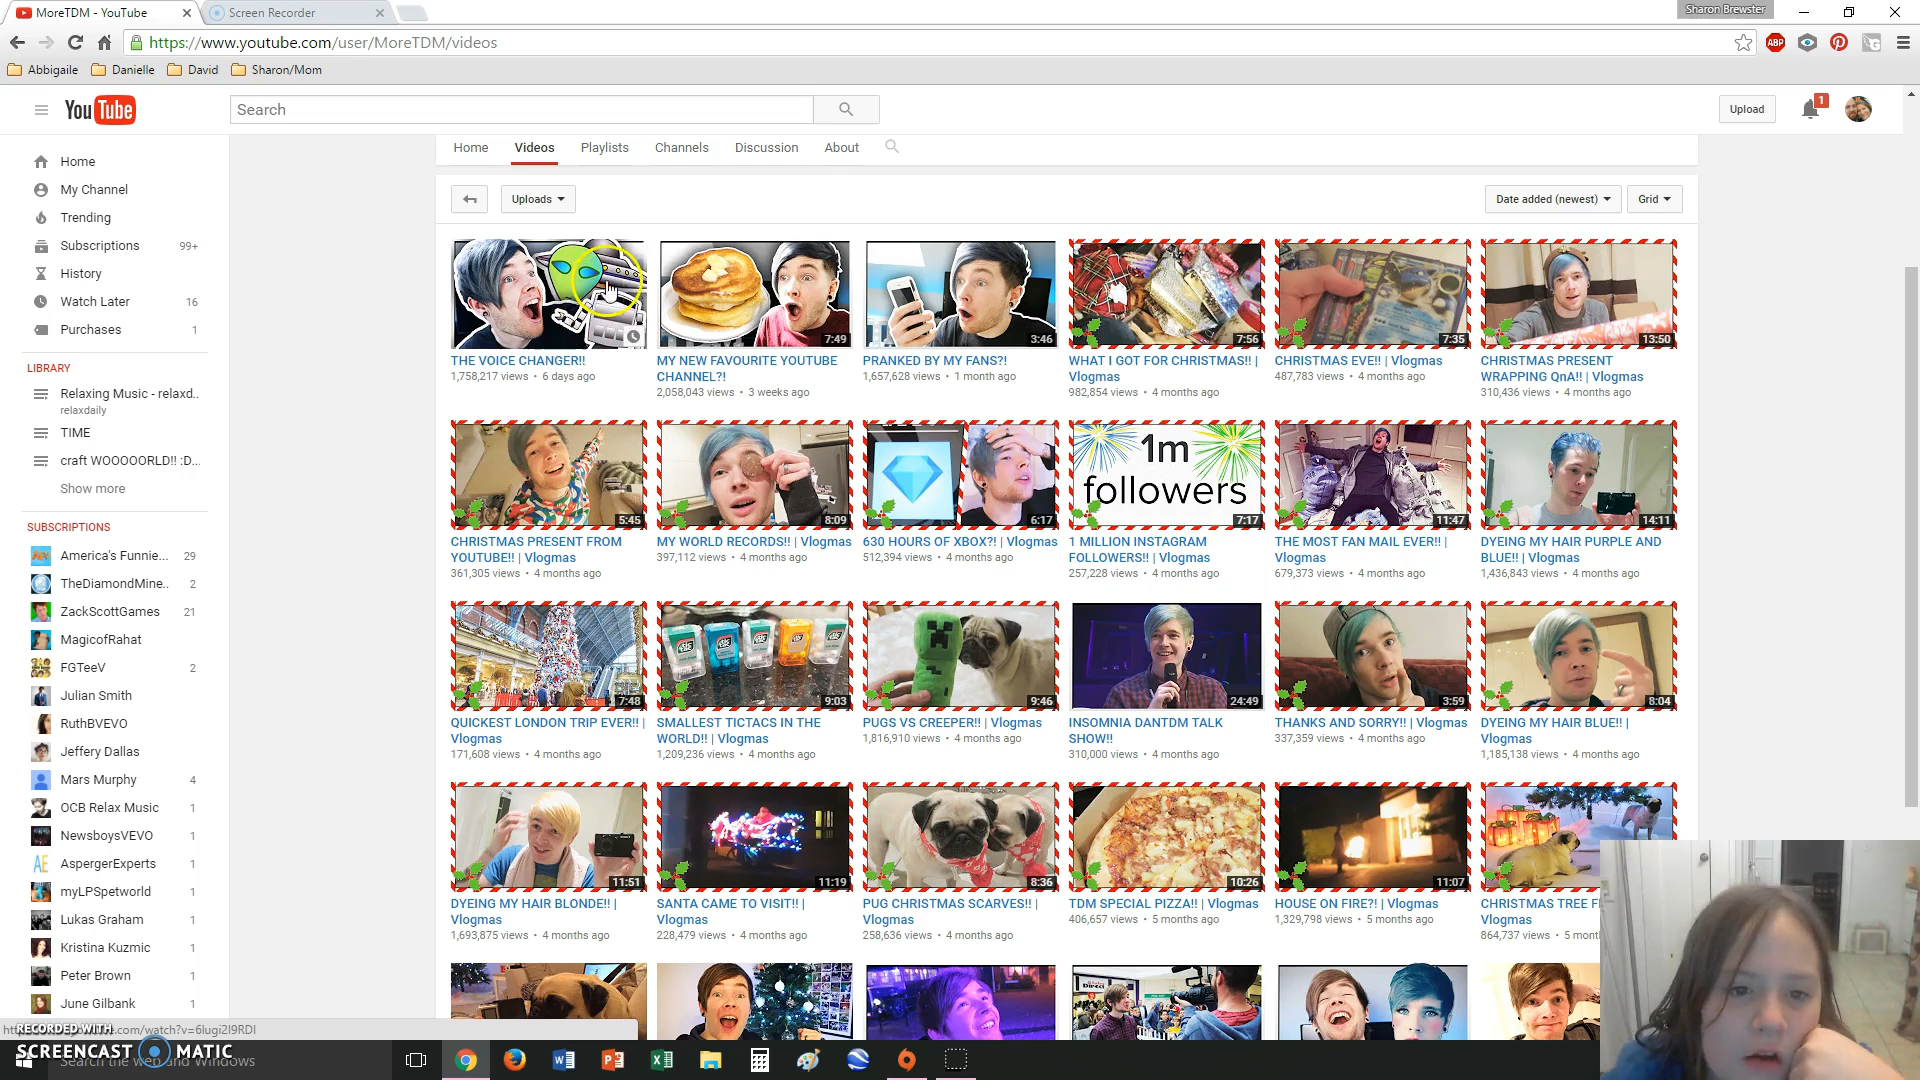 MoreTDM - YouTube
Screen Recorder
Sharon Brewster
https://www.youtube.com/user/MoreTDM/videos
ABP
Abbigaile
Danielle
David
Sharon/Mom
YouTube
Search
Upload
1
Home
My Channel
Trending
Subscriptions 99+
History
Watch Later 16
Purchases 1
LIBRARY
Relaxing Music - relaxd..
relaxdaily
TIME
craft WOOOOORLD!! :D...
Show more
SUBSCRIPTIONS
America's Funnie... 29
TheDiamondMine.. 2
ZackScottGames 21
MagicofRahat
FGTeeV 2
Julian Smith
RuthBVEVO
Jeffery Dallas
Mars Murphy 4
OCB Relax Music 1
NewsboysVEVO 1
AE
AspergerExperts 1
myLPSpetworld 1
Lukas Graham 1
Kristina Kuzmic 1
Peter Brown 1
June Gilbank 1
Home Videos Playlists Channels Discussion About
Uploads
Date added (newest)
Grid
7:49
3:46
7:56
7:35
13:50
THE VOICE CHANGER!!
1,758,217 views • 6 days ago
MY NEW FAVOURITE YOUTUBE
CHANNEL?!
2,058,043 views • 3 weeks ago
PRANKED BY MY FANS?!
1,657,628 views • 1 month ago
WHAT I GOT FOR CHRISTMAS!! |
Vlogmas
982,854 views • 4 months ago
CHRISTMAS EVE!! | Vlogmas
487,783 views • 4 months ago
CHRISTMAS PRESENT
WRAPPING QnA!! | Vlogmas
310,436 views • 4 months ago
5:45
8:09
6:17
1m
followers
7:17
11:47
14:11
CHRISTMAS PRESENT FROM
YOUTUBE!! | Vlogmas
361,305 views • 4 months ago
MY WORLD RECORDS!! | Vlogmas
397,112 views • 4 months ago
630 HOURS OF XBOX?! | Vlogmas
512,394 views • 4 months ago
1 MILLION INSTAGRAM
FOLLOWERS!! | Vlogmas
257,228 views • 4 months ago
THE MOST FAN MAIL EVER!! |
Vlogmas
679,373 views • 4 months ago
DYEING MY HAIR PURPLE AND
BLUE!! | Vlogmas
1,436,843 views • 4 months ago
7:48
9:03
9:46
24:49
3:59
8:04
QUICKEST LONDON TRIP EVER!! |
Vlogmas
171,608 views • 4 months ago
SMALLEST TICTACS IN THE
WORLD!! | Vlogmas
1,209,236 views • 4 months ago
PUGS VS CREEPER!! | Vlogmas
1,816,910 views • 4 months ago
INSOMNIA DANTDM TALK
SHOW!!
310,000 views • 4 months ago
THANKS AND SORRY!! | Vlogmas
337,359 views • 4 months ago
DYEING MY HAIR BLUE!! |
Vlogmas
1,185,138 views • 4 months ago
11:51
11:19
8:36
10:26
11:07
DYEING MY HAIR BLONDE!! |
Vlogmas
1,693,875 views • 4 months ago
SANTA CAME TO VISIT!! |
Vlogmas
228,479 views • 4 months ago
PUG CHRISTMAS SCARVES!! |
Vlogmas
258,636 views • 4 months ago
TDM SPECIAL PIZZA!! | Vlogmas
406,657 views • 5 months ago
HOUSE ON FIRE?! | Vlogmas
1,329,798 views • 5 months ago
CHRISTMAS TREE
Vlogmas
864,737 views • 5
RECORDED WITH
SCREENCAST MATIC
Search the web and Windows